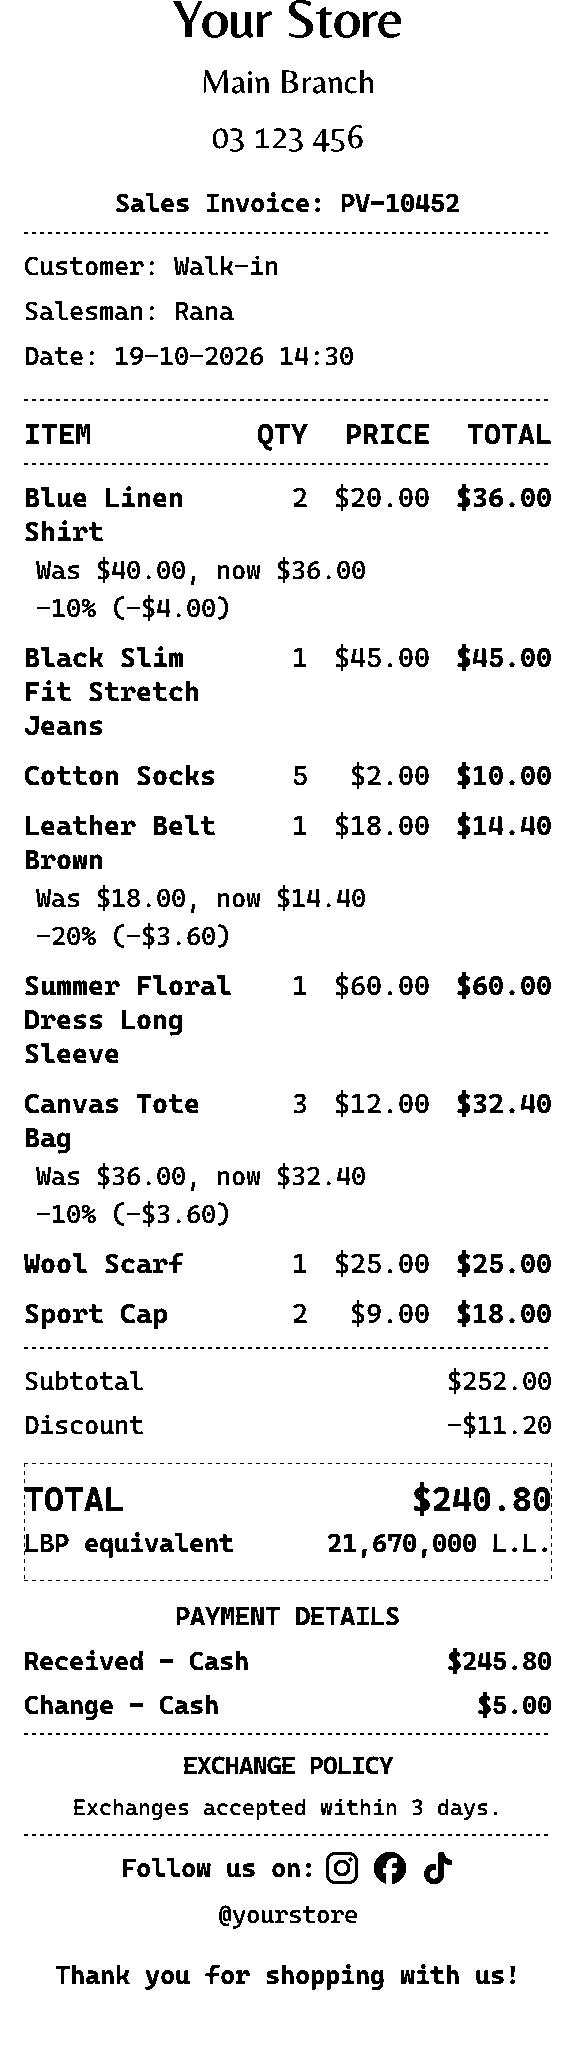 Your Store
Main Branch
03 123 456
Sales Invoice: PV-10452
Customer: Walk-in
Salesman: Rana
Date: 19-10-2026 14:30
ITEM QTY PRICE TOTAL
Blue Linen 2 $20.00 $36.00
Shirt
Was $40.00, now $36.00
-10% (-$4.00)
Black Slim 1 $45.00 $45.00
Fit Stretch
Jeans
Cotton Socks 5 $2.00 $10.00
Leather Belt 1 $18.00 $14.40
Brown
Was $18.00, now $14.40
-20% (-$3.60)
Summer Floral 1 $60.00 $60.00
Dress Long
Sleeve
Canvas Tote 3 $12.00 $32.40
Bag
Was $36.00, now $32.40
-10% (-$3.60)
Wool Scarf 1 $25.00 $25.00
Sport Cap 2 $9.00 $18.00
Subtotal $252.00
Discount -$11.20
TOTAL $240.80
LBP equivalent 21,670,000 L.L.
PAYMENT DETAILS
Received - Cash $245.80
Change - Cash $5.00
EXCHANGE POLICY
Exchanges accepted within 3 days.
Follow us on:
@yourstore
Thank you for shopping with us!